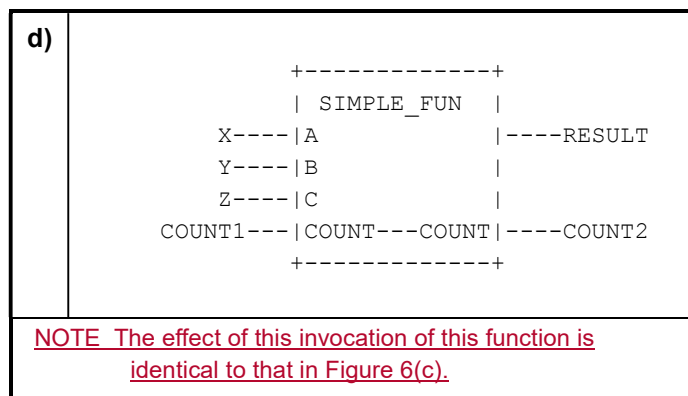 d)
+-------------+
| SIMPLE_FUN |
X----|A |----RESULT
Y----|B |
Z----|C |
COUNT1---|COUNT---COUNT|----COUNT2
+-------------+
NOTE The effect of this invocation of this function is
identical to that in Figure 6(c).